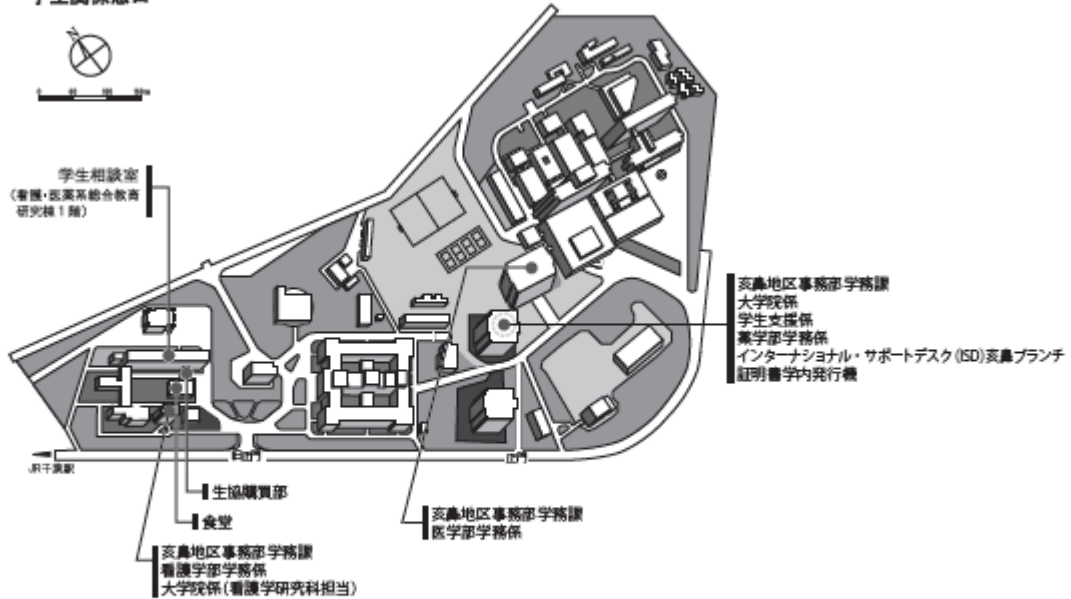 学生関係窓口
N
0 50 100 150m
学生相談室
(看護・医薬系総合教育
研究棟1階)
亥鼻地区事務部学務課
大学院係
学生支援係
薬学部学務係
インターナショナル・サポートデスク(ISD)亥鼻ブランチ
証明書学内発行機
JR千葉駅
正門
生協購買部
食堂
亥鼻地区事務部学務課
医学部学務係
亥鼻地区事務部学務課
看護学部学務係
大学院係(看護学研究科担当)